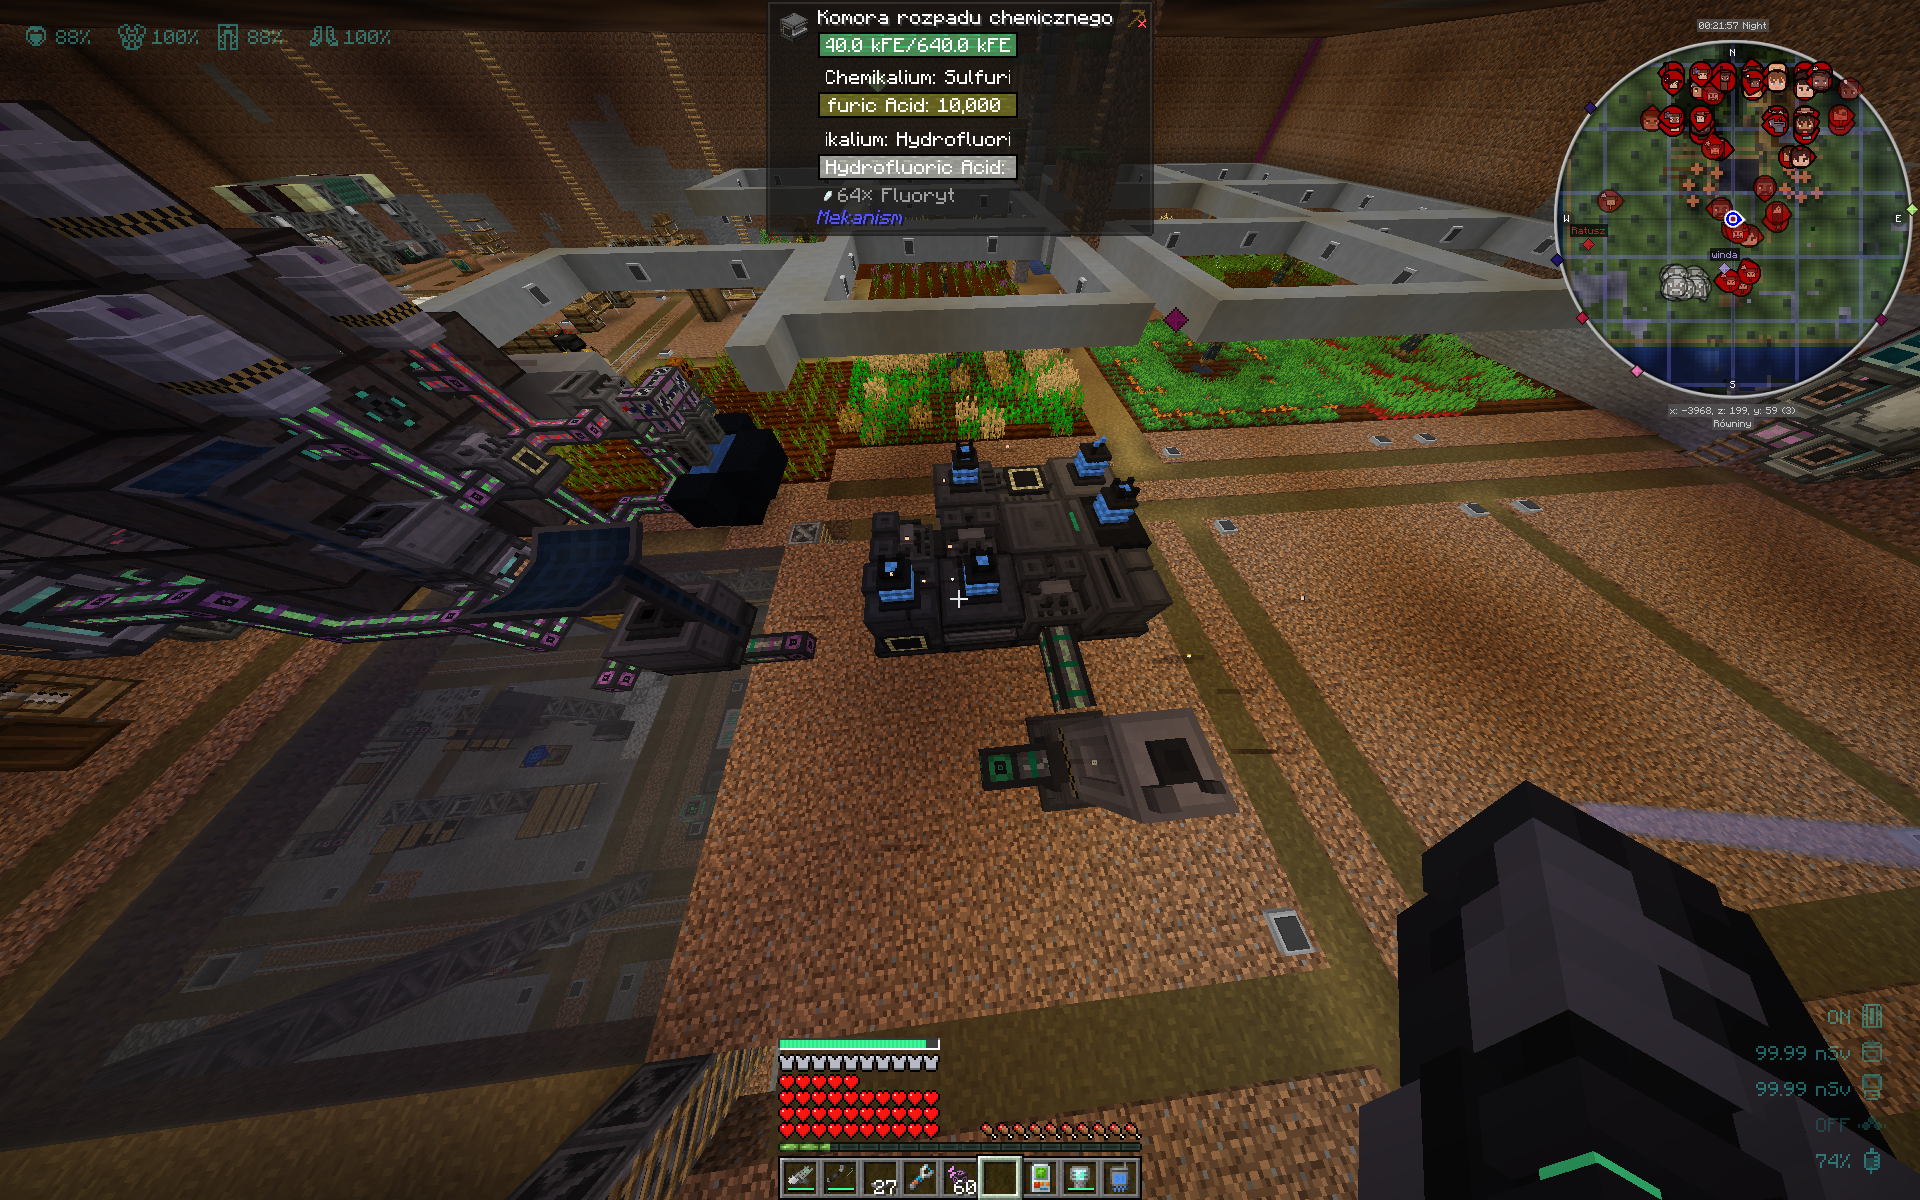 88% 100% 88% 100%
Komora rozpadu chemicznego
40.0 kFE/640.0 kFE
Chemikalium: Sulfuri
furic Acid: 10,000
ikalium: Hydrofluori
Hydrofluoric Acid:
64× Fluoryt
Mekanism
00:21:57 Night
N
W
E
S
Ratusz
winda
x: -3968, z: 199, y: 59 (3)
Równiny
ON
99.99 nSv
99.99 nSv
OFF
74%
27
60